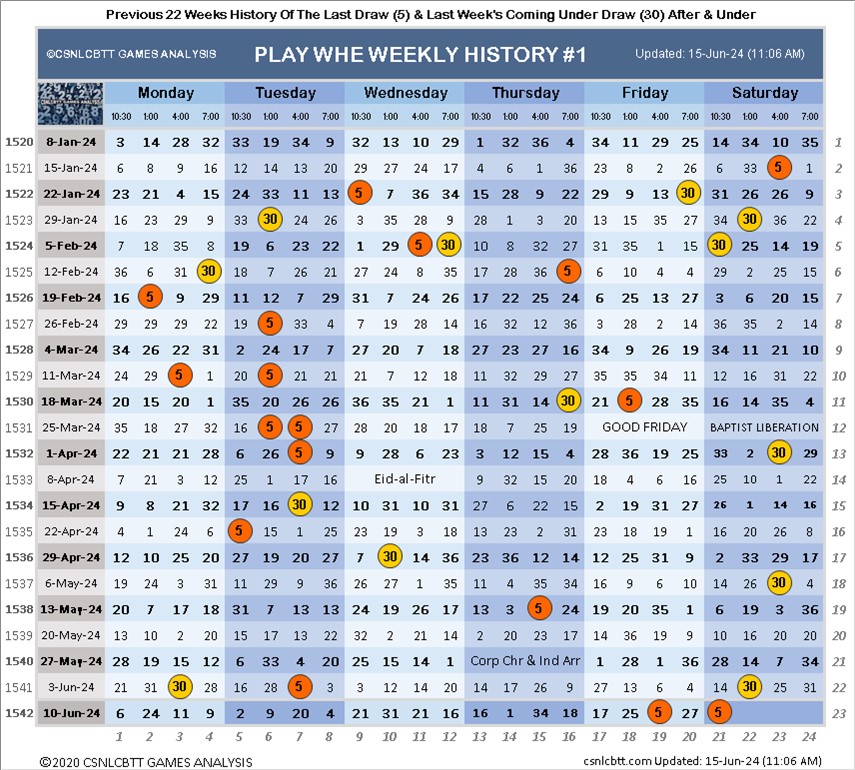 Previous 22 Weeks History Of The Last Draw (5) & Last Week's Coming Under Draw (30) After & Under
©CSNLCBTT GAMES ANALYSIS PLAY WHE WEEKLY HISTORY #1 Updated: 15-Jun-24 (11:06 AM)
Monday Tuesday Wednesday Thursday Friday Saturday
10:30 1:00 4:00 7:00 10:30 1:00 4:00 7:00 10:30 1:00 4:00 7:00 10:30 1:00 4:00 7:00 10:30 1:00 4:00 7:00 10:30 1:00 4:00 7:00
1520 8-Jan-24 3 14 28 32 33 19 34 9 32 13 10 29 1 32 36 4 34 11 29 25 14 34 10 35 1
1521 15-Jan-24 6 8 9 16 12 14 13 20 29 27 24 17 4 6 1 36 23 8 2 26 6 33 5 1 2
1522 22-Jan-24 23 21 4 15 24 33 11 13 5 7 36 34 15 28 9 22 29 9 13 30 31 26 26 9 3
1523 29-Jan-24 16 23 29 9 33 30 24 26 3 35 28 9 28 1 3 20 13 15 35 27 34 30 36 22 4
1524 5-Feb-24 7 18 35 8 19 6 23 22 1 29 5 30 10 8 32 27 31 35 1 15 30 25 14 19 5
1525 12-Feb-24 36 6 31 30 18 7 26 21 27 24 8 35 17 28 36 5 6 10 4 4 29 2 25 15 6
1526 19-Feb-24 16 5 9 29 11 12 7 29 31 7 24 26 17 22 25 24 6 25 13 27 3 6 20 15 7
1527 26-Feb-24 29 29 29 22 19 5 33 4 7 19 28 14 16 32 12 36 3 28 2 14 36 35 2 14 8
1528 4-Mar-24 34 26 22 31 2 24 17 7 27 20 7 18 27 23 27 16 34 9 26 19 34 11 21 10 9
1529 11-Mar-24 24 29 5 1 20 5 21 21 21 7 12 18 11 32 29 27 35 35 34 11 12 16 31 22 10
1530 18-Mar-24 20 15 20 1 35 20 26 26 36 35 21 1 11 31 14 30 21 5 28 35 16 14 35 4 11
1531 25-Mar-24 35 18 27 32 16 5 5 27 28 20 18 17 18 7 25 19 GOOD FRIDAY BAPTIST LIBERATION 12
1532 1-Apr-24 22 21 21 28 6 26 5 9 9 28 6 23 3 12 15 4 28 36 19 25 33 2 30 29 13
1533 8-Apr-24 7 21 3 12 25 1 17 16 Eid-al-Fitr 9 32 15 20 18 4 6 16 25 10 1 22 14
1534 15-Apr-24 9 8 21 32 17 16 30 12 10 31 10 31 27 6 22 15 2 18 31 27 26 1 14 16 15
1535 22-Apr-24 4 1 24 6 5 15 1 25 23 19 3 18 13 23 2 31 23 18 19 1 16 20 26 8 16
1536 29-Apr-24 12 10 25 20 27 19 20 27 7 30 14 36 23 36 12 14 12 25 31 9 2 33 29 29 17
1537 6-May-24 19 24 3 31 11 29 9 36 26 27 1 35 11 4 35 34 16 9 6 10 14 26 30 4 18
1538 13-May-24 20 7 17 18 31 7 13 13 24 19 26 17 13 3 5 24 19 20 35 1 6 19 3 36 19
1539 20-May-24 13 10 2 20 15 17 13 22 32 2 21 14 2 20 23 17 14 36 19 9 10 16 20 20 20
1540 27-May-24 28 19 15 12 6 33 4 20 25 15 14 1 Corp Chr & Ind Arr 1 28 1 36 28 14 7 34 21
1541 3-Jun-24 21 31 30 28 16 28 5 3 3 12 14 20 14 17 26 9 27 13 6 4 14 30 25 31 22
1542 10-Jun-24 6 24 11 9 2 9 20 4 21 31 21 16 16 1 34 18 17 25 5 27 5 23
1 2 3 4 5 6 7 8 9 10 11 12 13 14 15 16 17 18 19 20 21 22 23 24
©2020 CSNLCBTT GAMES ANALYSIS csnlcbtt.com Updated: 15-Jun-24 (11:06 AM)